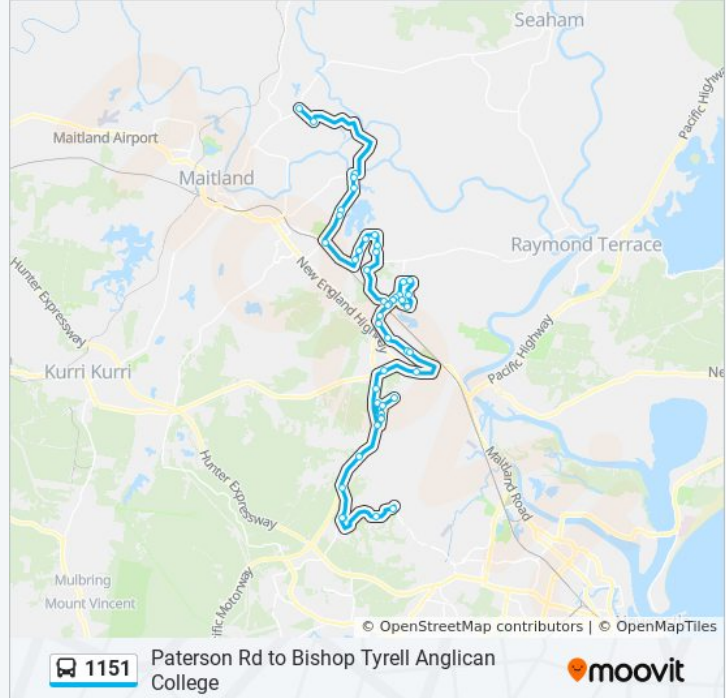 Seaham
Pacific Highway
Maitland Airport
Maitland
Raymond Terrace
New England Highway
Hunter Expressway
Pacific Highway
Kurri Kurri
Ne
Maitland Road
Hunter Expressway
Mulbring
Mount Vincent
ific Motorway
© OpenStreetMap contributors | © OpenMapTiles
1151
Paterson Rd to Bishop Tyrell Anglican
College
moovit